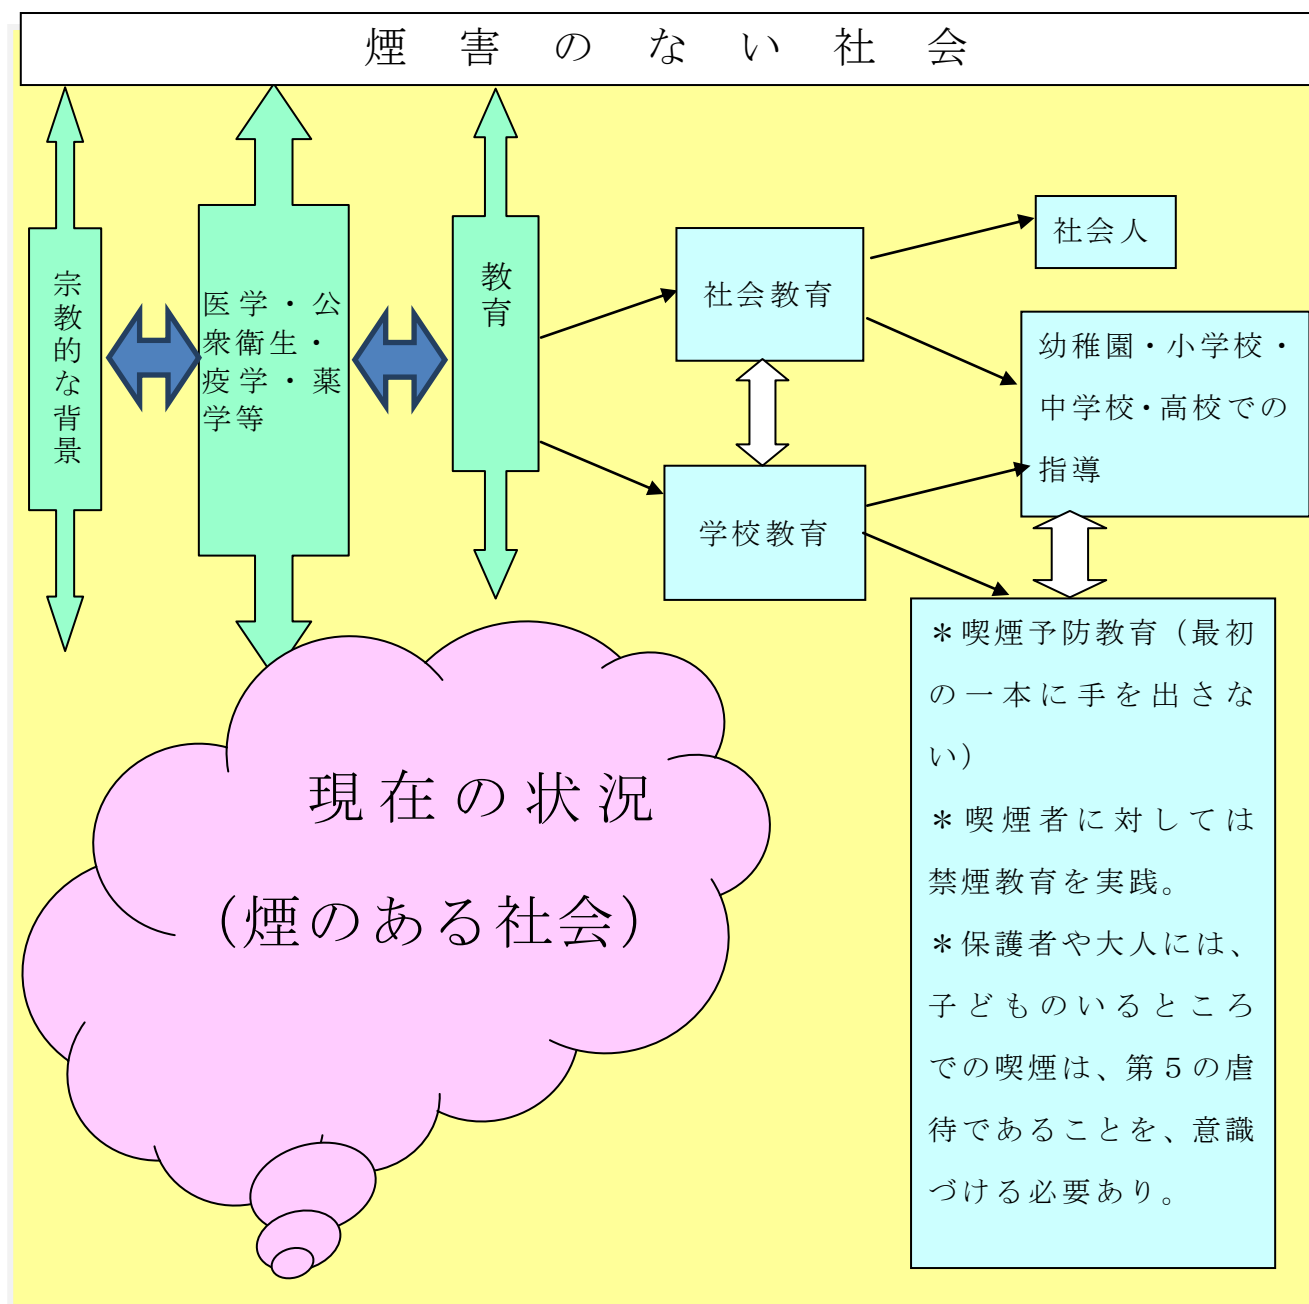 煙害のない社会
宗教的な背景
医学・公
衆衛生・
疫学・薬
学等
教育
社会教育
学校教育
社会人
幼稚園・小学校・
中学校・高校での
指導
＊喫煙予防教育（最初
の一本に手を出さな
い）
＊喫煙者に対しては
禁煙教育を実践。
＊保護者や大人には、
子どものいるところ
での喫煙は、第５の虐
待であることを、意識
づける必要あり。
現在の状況
（煙のある社会）